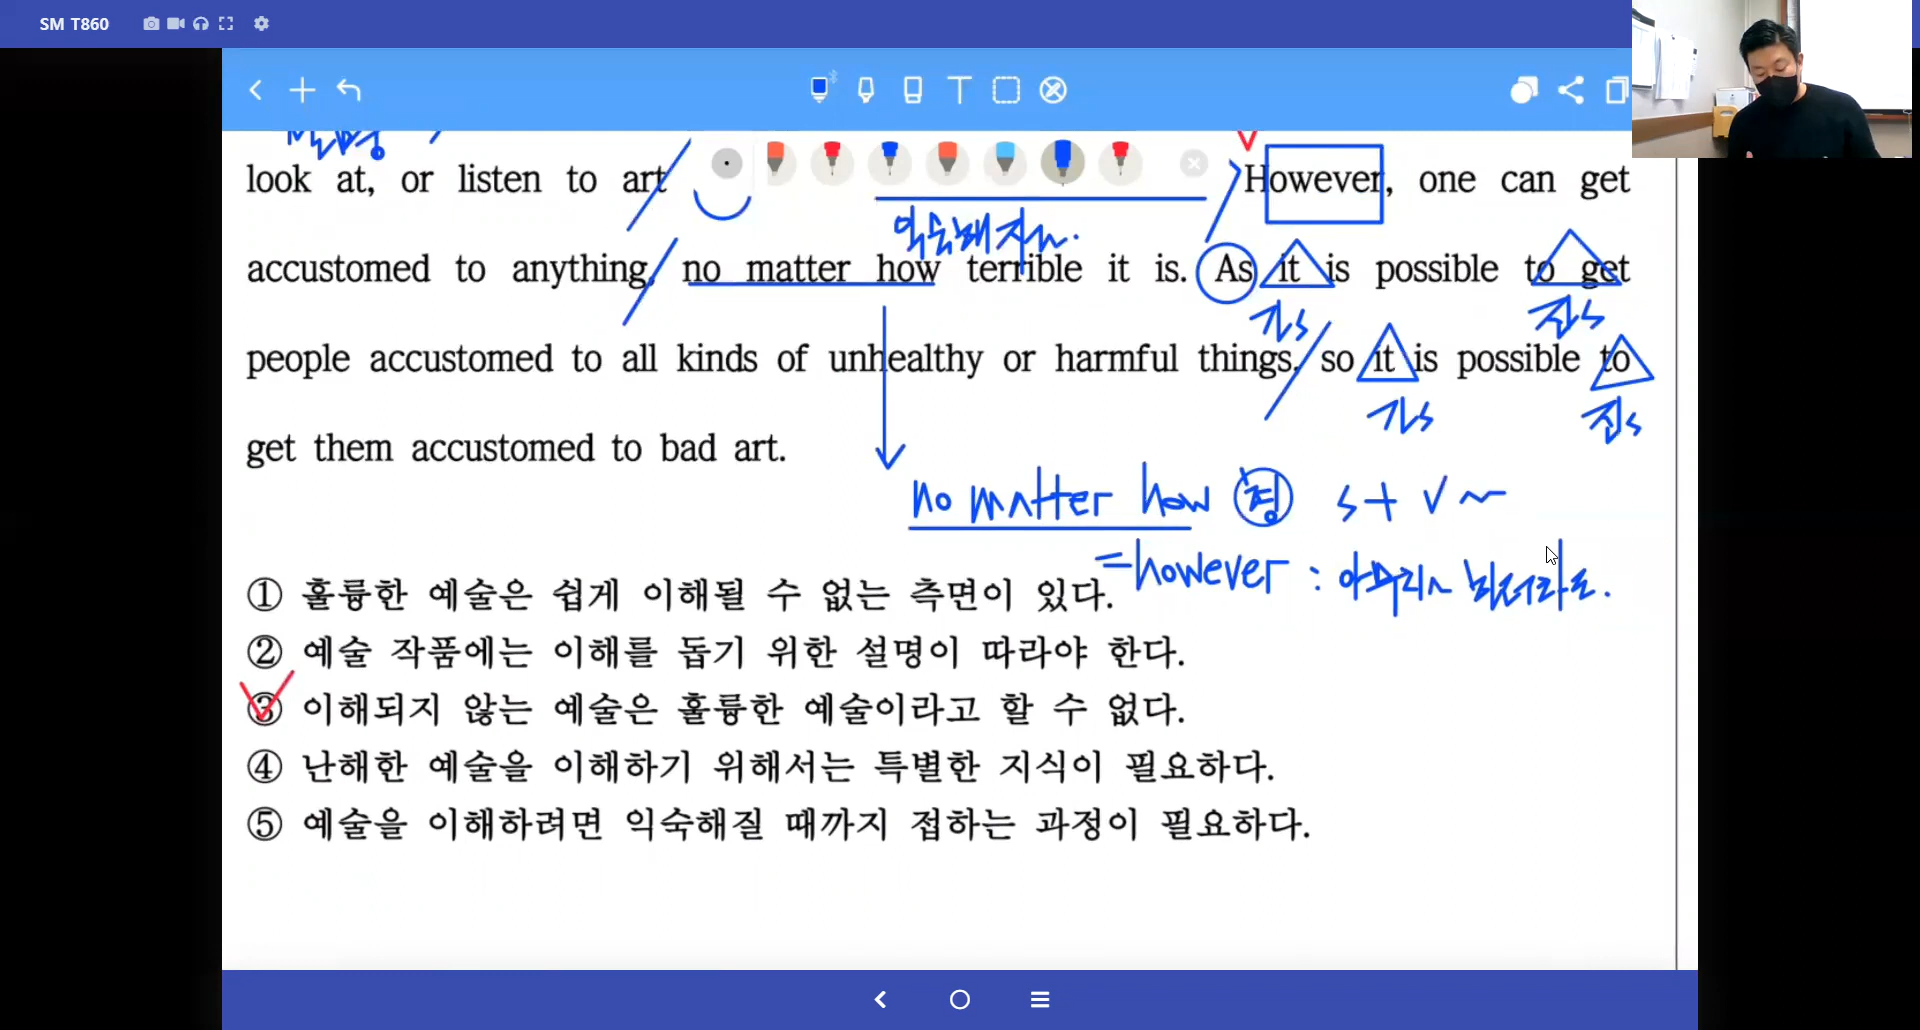 SM T860
설명
look at, or listen to art However, one can get
익숙해지는.
accustomed to anything, no matter how terrible it is. As it is possible to get
가s 진s
people accustomed to all kinds of unhealthy or harmful things, so it is possible to
가s 진s
get them accustomed to bad art.
no matter how 형 s + v ~
= however : 아무리 ~ 더라도.
① 훌륭한 예술은 쉽게 이해될 수 없는 측면이 있다.
② 예술 작품에는 이해를 돕기 위한 설명이 따라야 한다.
③ 이해되지 않는 예술은 훌륭한 예술이라고 할 수 없다.
④ 난해한 예술을 이해하기 위해서는 특별한 지식이 필요하다.
⑤ 예술을 이해하려면 익숙해질 때까지 접하는 과정이 필요하다.